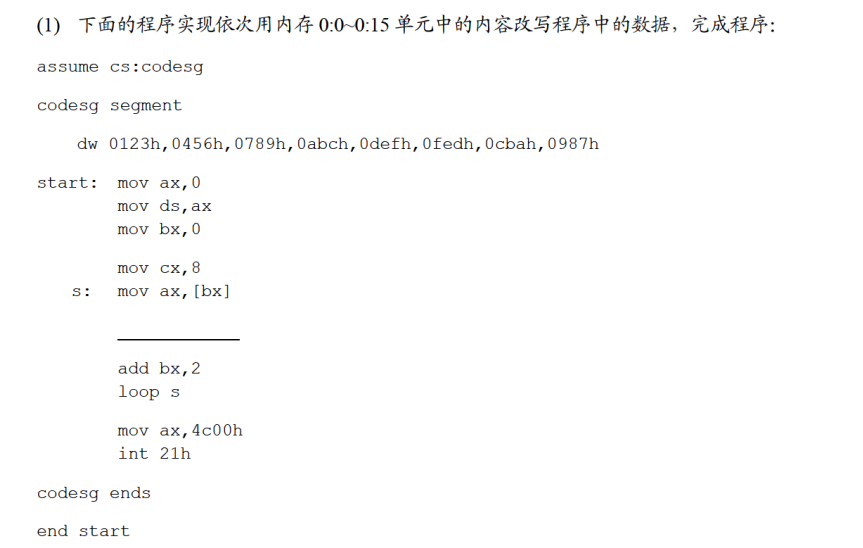 (1) 下面的程序实现依次用内存 0:0~0:15 单元中的内容改写程序中的数据，完成程序：
assume cs:codesg
codesg segment
dw 0123h,0456h,0789h,0abch,0defh,0fedh,0cbah,0987h
start: mov ax,0
mov ds,ax
mov bx,0
mov cx,8
s: mov ax,[bx]
add bx,2
loop s
mov ax,4c00h
int 21h
codesg ends
end start